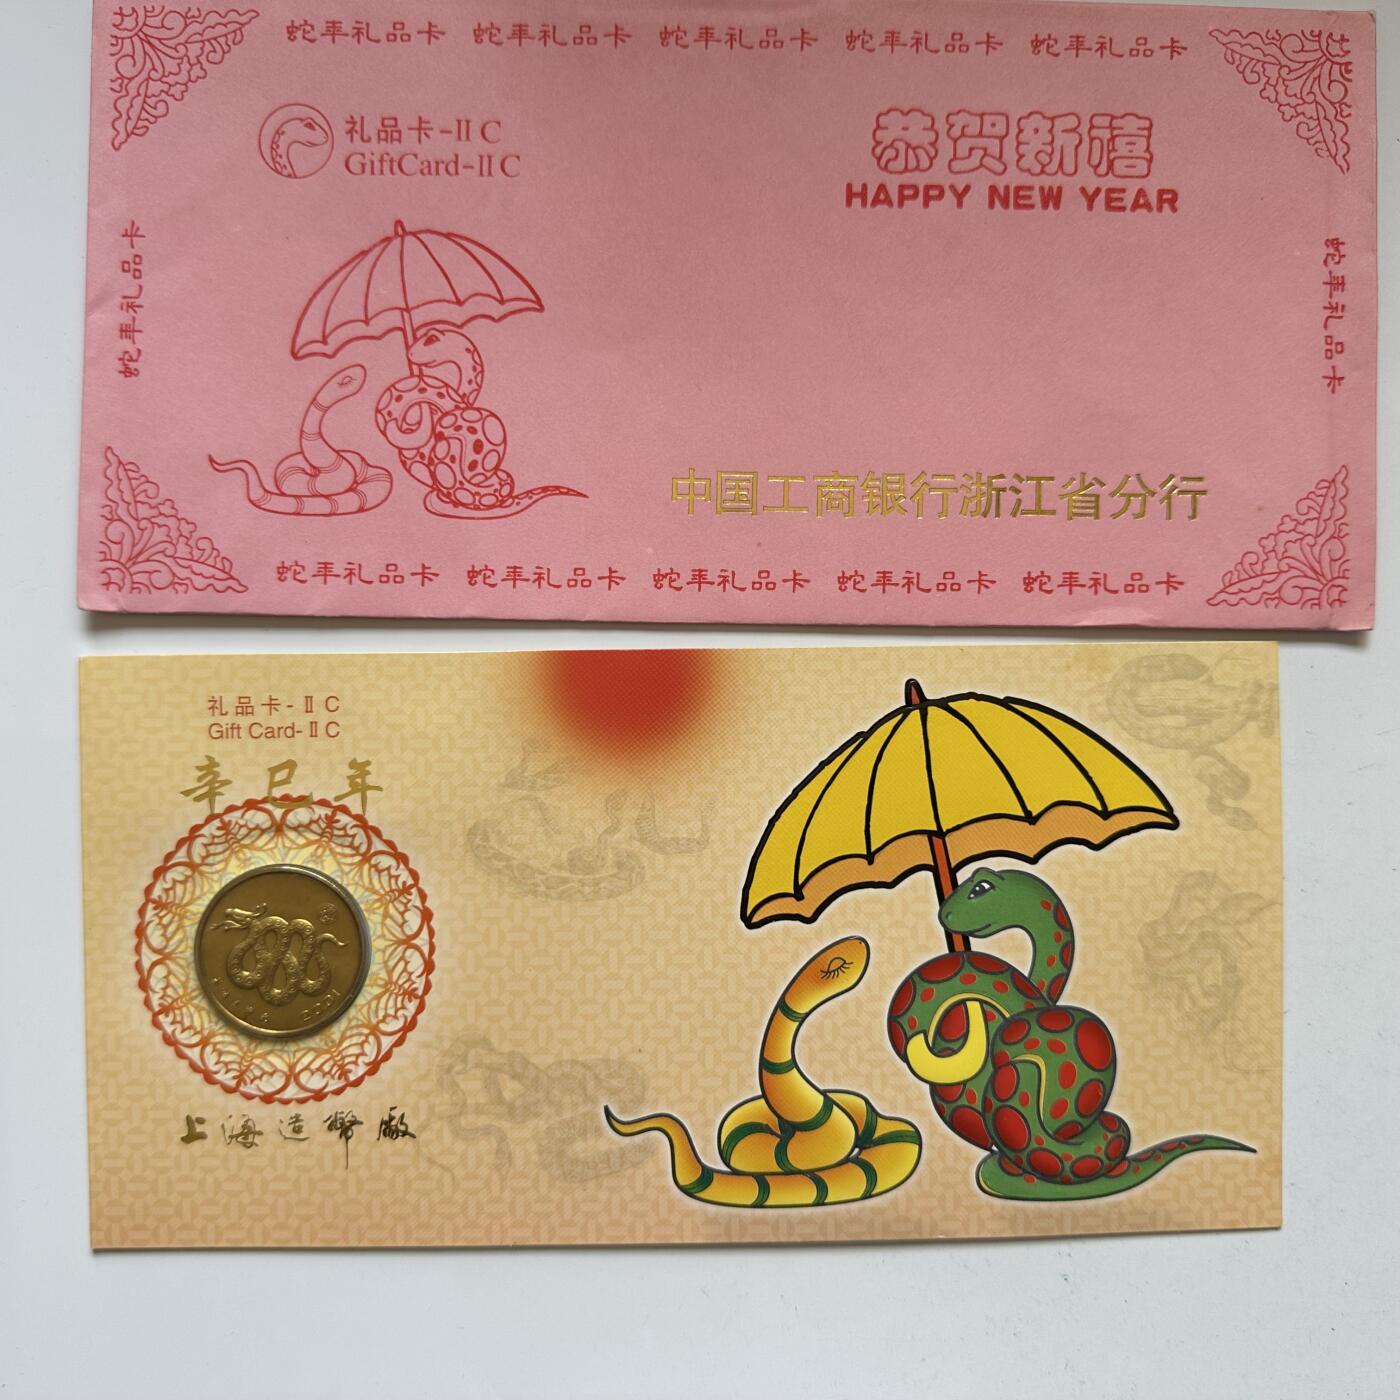 蛇年礼品卡 蛇年礼品卡 蛇年礼品卡 蛇年礼品卡 蛇年礼品卡
礼品卡-II C
GiftCard-II C
恭贺新禧
HAPPY NEW YEAR
蛇年礼品卡
蛇年礼品卡
中国工商银行浙江省分行
蛇年礼品卡 蛇年礼品卡 蛇年礼品卡 蛇年礼品卡 蛇年礼品卡
礼品卡-II C
Gift Card-II C
辛巳年
2001
上海造幣廠